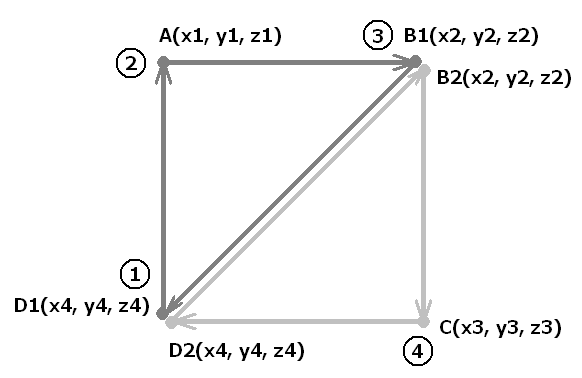 A(x1, y1, z1)
3
B1(x2, y2, z2)
2
B2(x2, y2, z2)
1
D1(x4, y4, z4)
D2(x4, y4, z4)
C(x3, y3, z3)
4